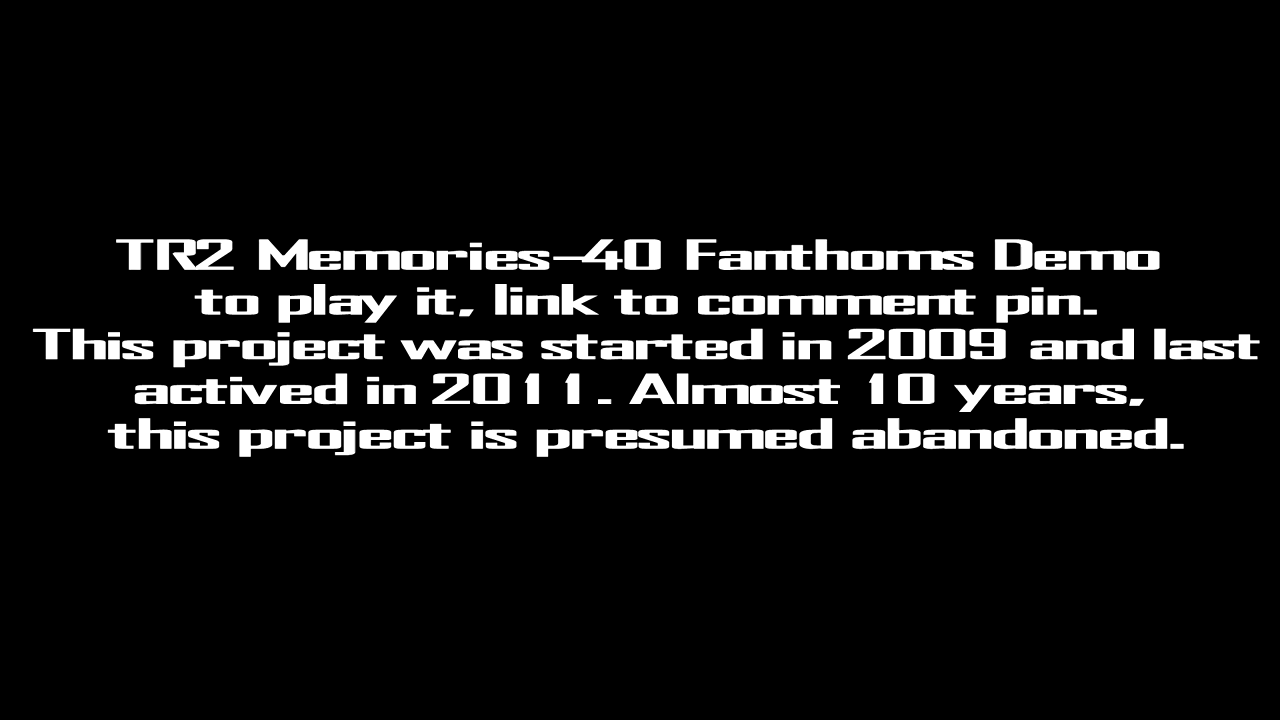 TR2 Memories-40 Fanthoms Demo
to play it, link to comment pin.
This project was started in 2009 and last
actived in 2011. Almost 10 years,
this project is presumed abandoned.